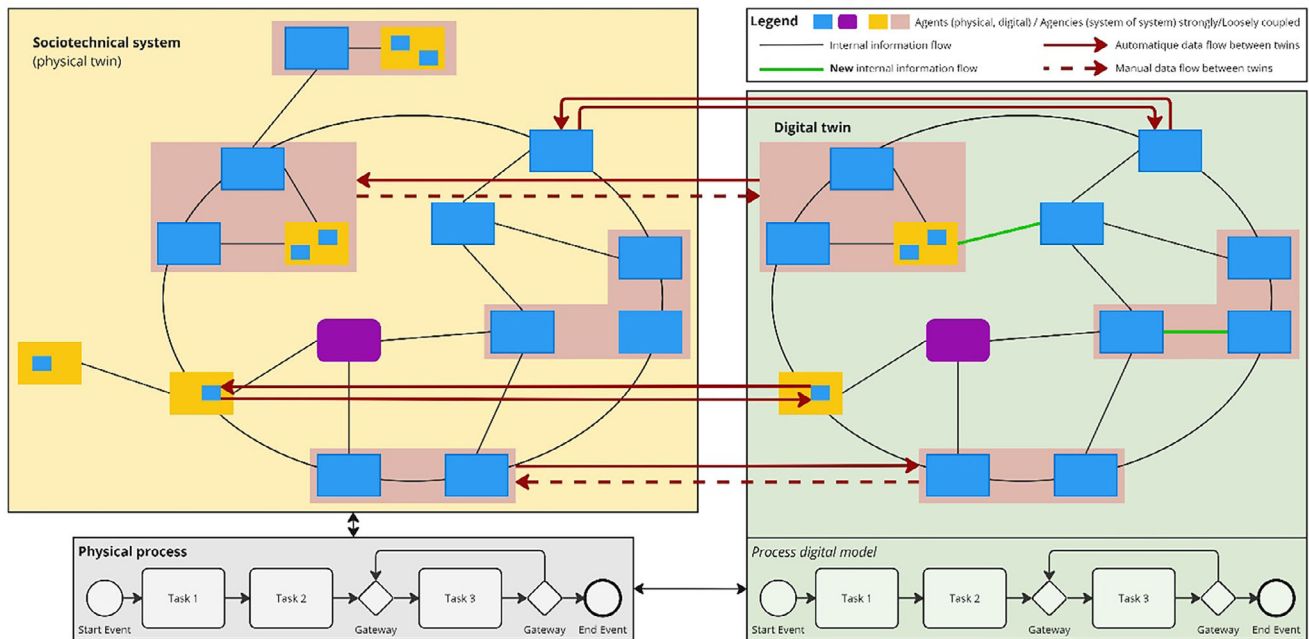 Sociotechnical system
(physical twin)
Legend
Agents (physical, digital) / Agencies (system of system) strongly/Loosely coupled
Internal information flow
Automatique data flow between twins
New internal information flow
Manual data flow between twins
Digital twin
Physical process
Start Event
Task 1
Task 2
Gateway
Task 3
Gateway
End Event
Process digital model
Start Event
Task 1
Task 2
Gateway
Task 3
Gateway
End Event